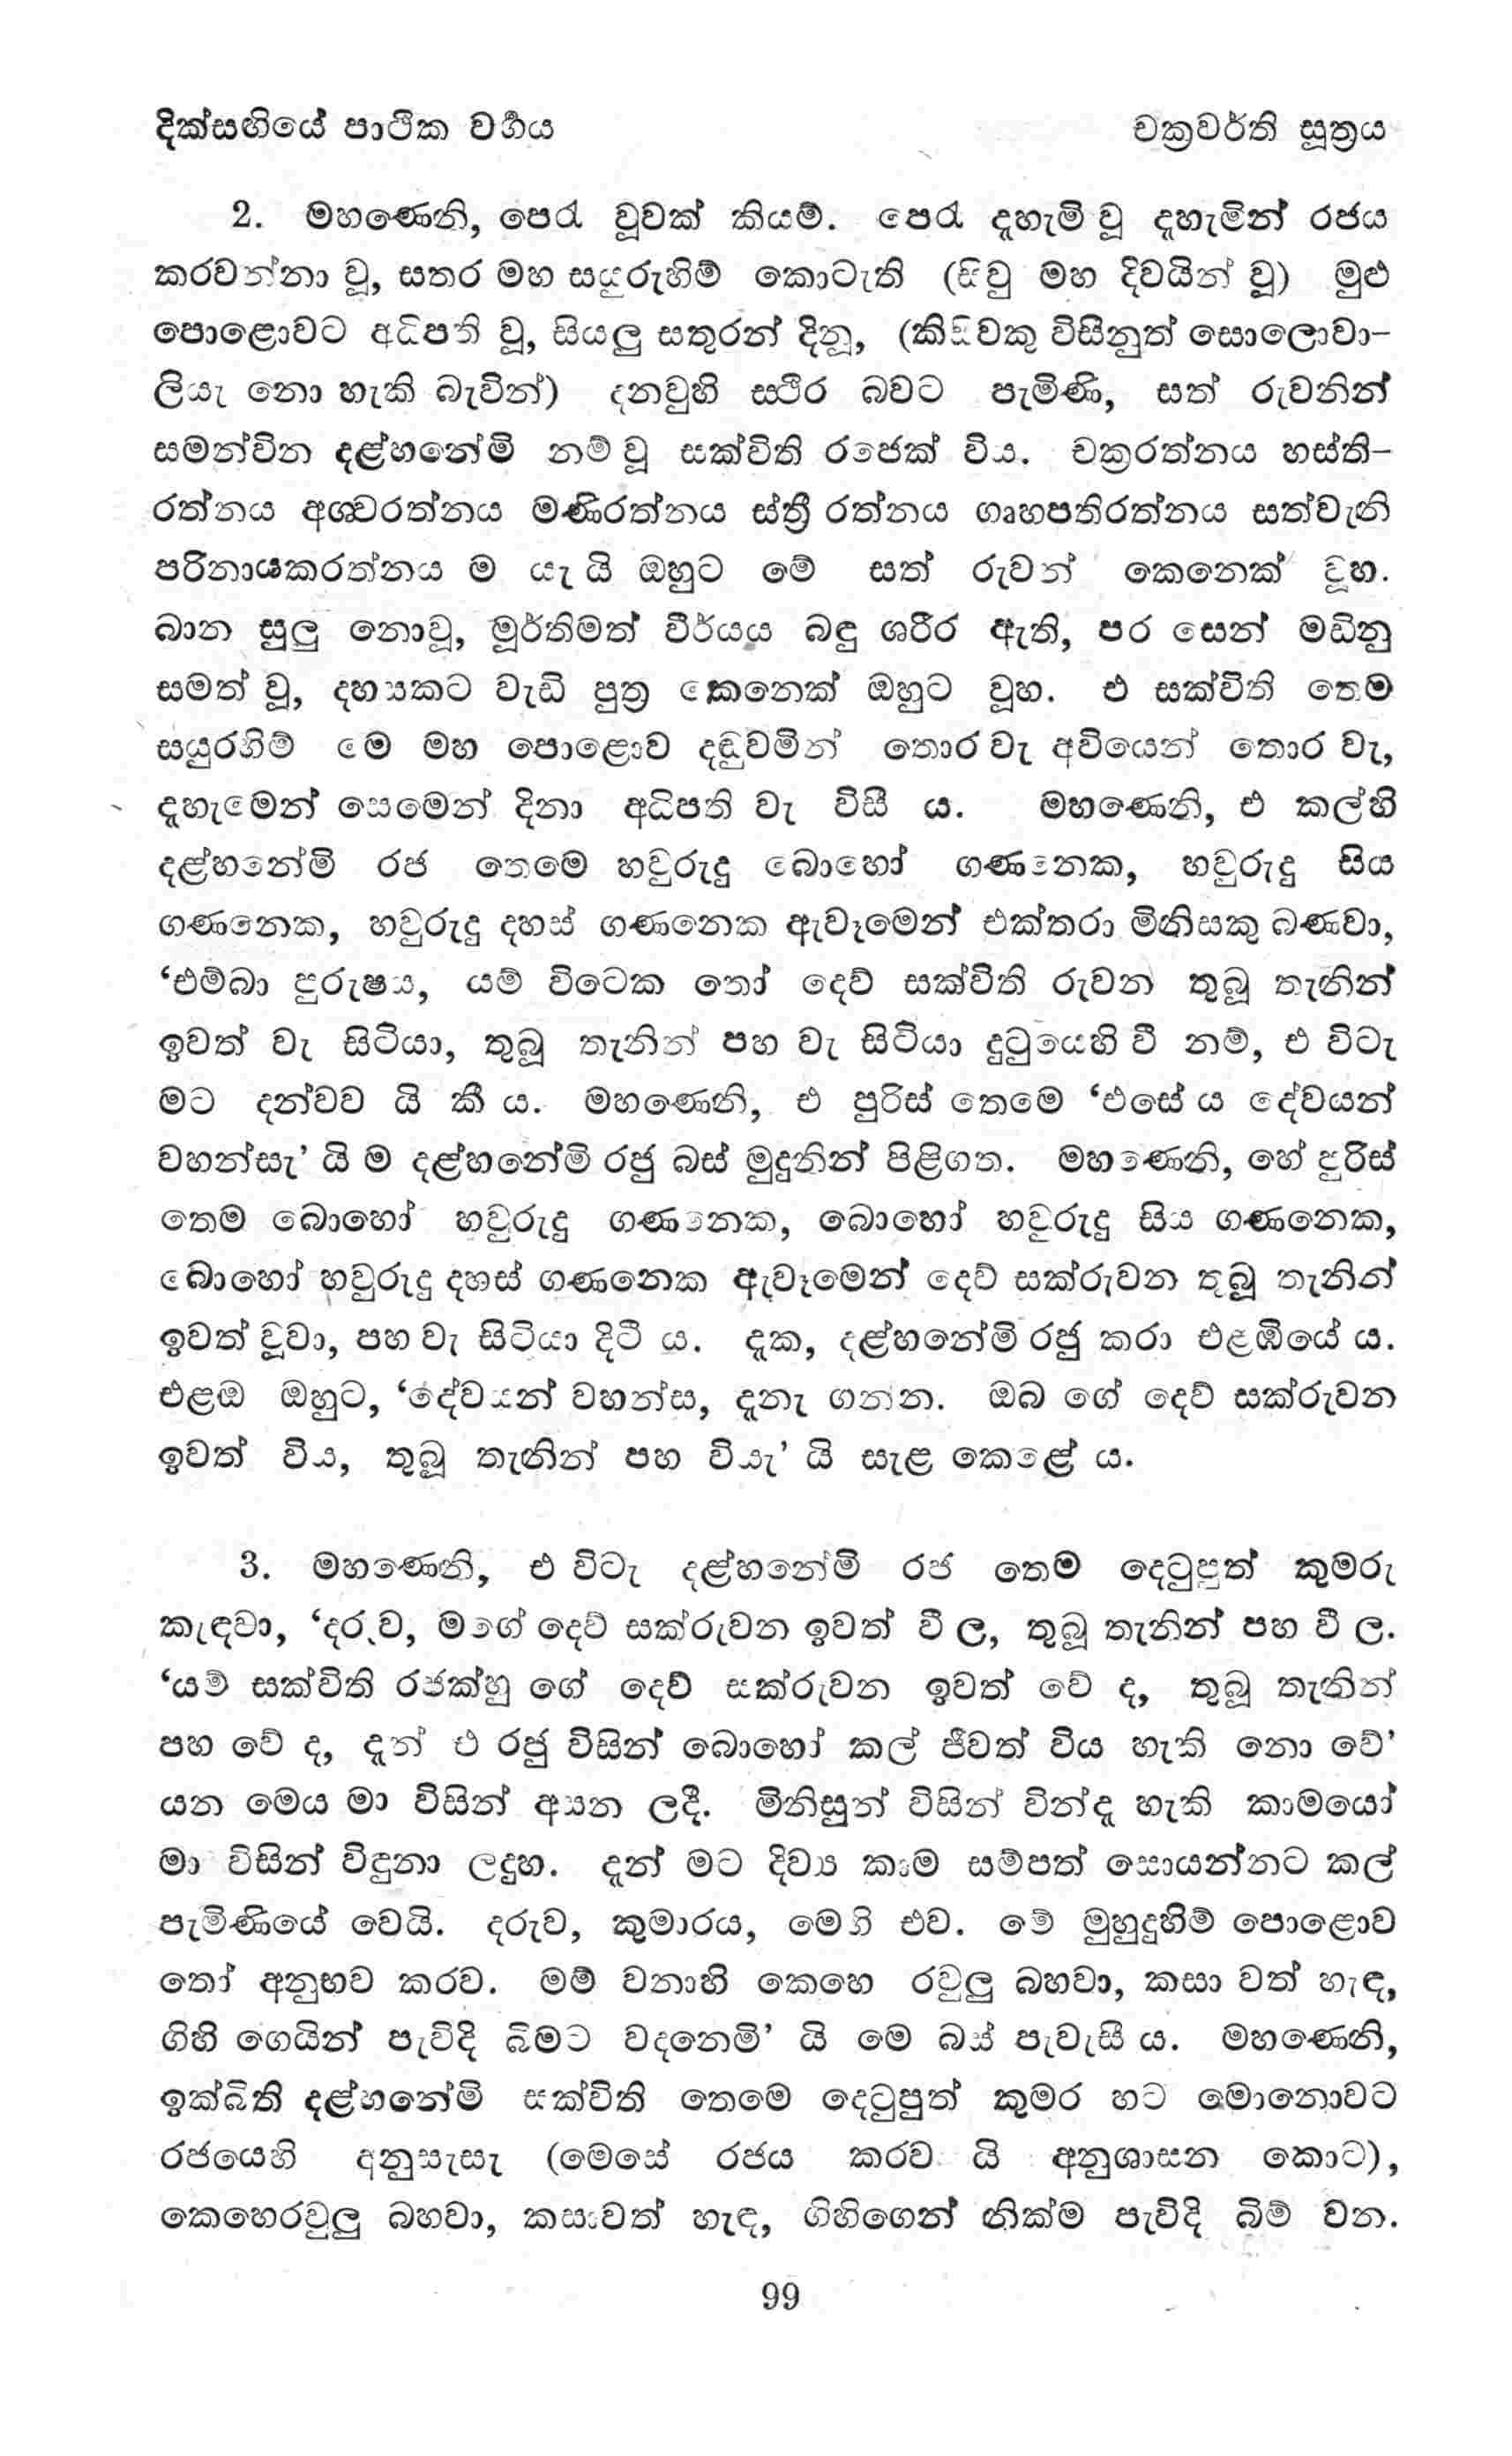 දික්සඟියේ පාථික වර්‍ගය
චක්‍රවර්ති සූත්‍රය
2. මහණෙනි, පෙරැ වූවක් කියම්. පෙරැ දැහැමි වූ දැහැමින් රජය
කරවන්නා වූ, සතර මහ සයුරුහිම් කොටැති (සිවු මහ දිවයින් වූ) මුළු
පොළොවට අධිපති වූ, සියලු සතුරන් දිනූ, (කිසිවකු විසිනුත් සොලොවා-
ලියැ නො හැකි බැවින්) දනවුහි ස්ථිර බවට පැමිණි, සත් රුවනින්
සමන්විත දළ්හනේමි නම් වූ සක්විති රජෙක් විය. චක්‍රරත්නය හස්ති-
රත්නය අශ්වරත්නය මණිරත්නය ස්ත්‍රී රත්නය ගෘහපතිරත්නය සත්වැනි
පරිනායකරත්නය ම යැ යි ඔහුට මේ සත් රුවන් කෙනෙක් වූහ.
ඛාන සුලු නොවූ, මූර්තිමත් වීර්යය බඳු ශරීර ඇති, පර සෙන් මඩිනු
සමත් වූ, දහසකට වැඩි පුත්‍ර කෙනෙක් ඔහුට වූහ. එ සක්විති තෙම
සයුරහිම් මෙ මහ පොළොව දඬුවමින් තොර වැ අවියෙන් තොර වැ,
දැහැමෙන් සෙමෙන් දිනා අධිපති වැ විසී ය. මහණෙනි, එ කල්හි
දළ්හනේමි රජ තෙමෙ හවුරුදු බොහෝ ගණනෙක, හවුරුදු සිය
ගණනෙක, හවුරුදු දහස් ගණනෙක ඇවෑමෙන් එක්තරා මිනිසකු බණවා,
‘එම්බා පුරුෂය, යම් විටෙක තෝ දෙව් සක්විති රුවන තුබූ තැනින්
ඉවත් වැ සිටියා, තුබූ තැනින් පහ වැ සිටියා දුටුයෙහි වී නම්, එ විටැ
මට දන්වව යි කී ය. මහණෙනි, එ පුරිස් තෙමෙ ‘එසේ ය දේවයන්
වහන්සැ’ යි ම දළ්හනේමි රජු බස් මුදුනින් පිළිගත. මහණෙනි, හේ පුරිස්
තෙම බොහෝ හවුරුදු ගණනෙක, බොහෝ හවුරුදු සිය ගණනෙක,
බොහෝ හවුරුදු දහස් ගණනෙක ඇවෑමෙන් දෙව් සක්රුවන තුබූ තැනින්
ඉවත් වූවා, පහ වැ සිටියා දිටී ය. දැක, දළ්හනේමි රජු කරා එළඹියේ ය.
එළඹ ඔහුට, ‘දේවයන් වහන්ස, දැනැ ගන්න. ඔබ ගේ දෙව් සක්රුවන
ඉවත් විය, තුබූ තැනින් පහ වියැ’ යි සැළ කෙළේ ය.
3. මහණෙනි, එ විටැ දළ්හනේමි රජ තෙම දෙටුපුත් කුමරු
කැඳවා, ‘දරුව, මගේ දෙව් සක්රුවන ඉවත් වී ල, තුබූ තැනින් පහ වී ල.
‘යම් සක්විති රජක්හු ගේ දෙව් සක්රුවන ඉවත් වේ ද, තුබූ තැනින්
පහ වේ ද, දැන් එ රජු විසින් බොහෝ කල් ජීවත් විය හැකි නො වේ’
යන මෙය මා විසින් අසන ලදී. මිනිසුන් විසින් වින්ද හැකි කාමයෝ
මා විසින් විඳුනා ලදුහ. දැන් මට දිව්‍ය කාම සම්පත් සොයන්නට කල්
පැමිණියේ වෙයි. දරුව, කුමාරය, මෙහි එව. මේ මුහුදුහිම් පොළොව
තෝ අනුභව කරව. මම් වනාහි කෙහෙ රවුලු බහවා, කසා වත් හැඳ,
ගිහි ගෙයින් පැවිදි බිමට වදනෙමි’ යි මෙ බස් පැවැසී ය. මහණෙනි,
ඉක්බිති දළ්හනේමි සක්විති තෙමෙ දෙටුපුත් කුමර හට මොනොවට
රජයෙහි අනුසැසැ (මෙසේ රජය කරව යි අනුශාසන කොට),
කෙහෙරවුලු බහවා, කසාවත් හැඳ, ගිහිගෙන් නික්ම පැවිදි බිම් වන.
99